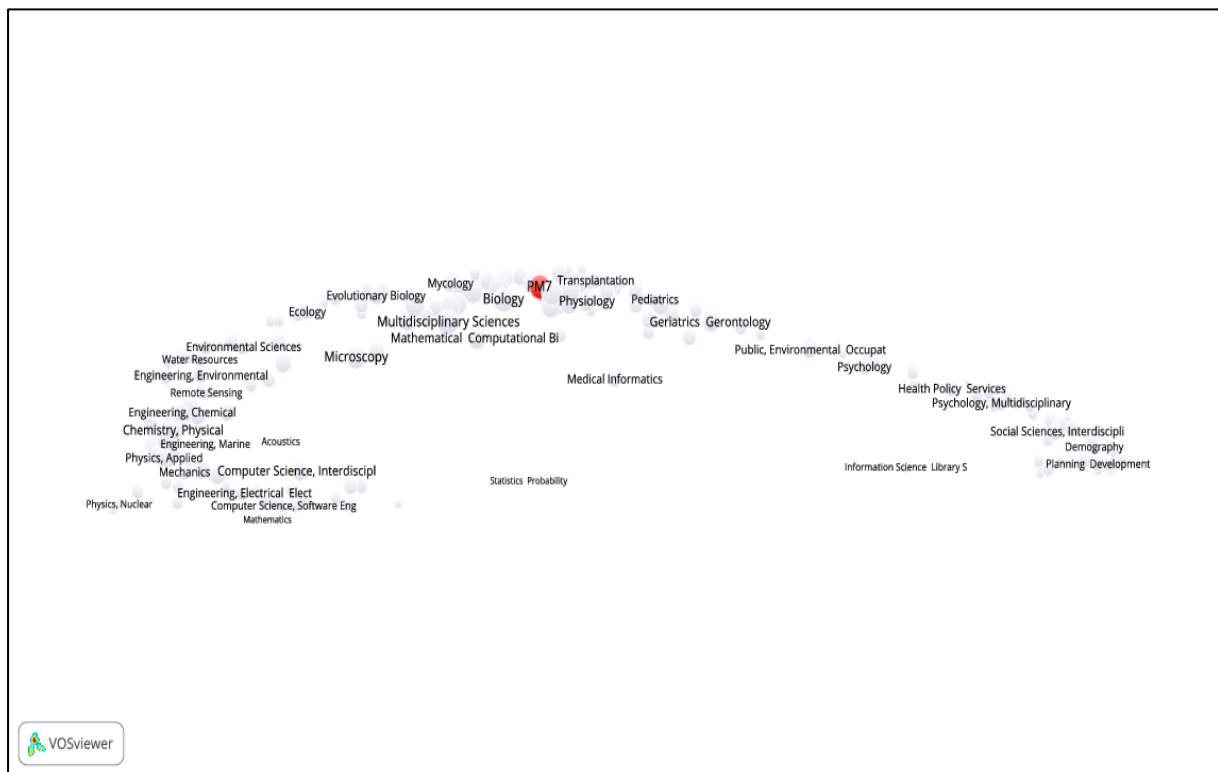 PM7
Transplantation
Mycology
Evolutionary Biology
Biology
Physiology
Pediatrics
Ecology
Multidisciplinary Sciences
Geriatrics Gerontology
Mathematical Computational Bi
Environmental Sciences
Public, Environmental Occupat
Microscopy
Water Resources
Psychology
Engineering, Environmental
Medical Informatics
Remote Sensing
Health Policy Services
Psychology, Multidisciplinary
Engineering, Chemical
Chemistry, Physical
Social Sciences, Interdiscipli
Engineering, Marine
Acoustics
Demography
Physics, Applied
Mechanics
Computer Science, Interdiscipl
Information Science Library S
Planning Development
Statistics Probability
Engineering, Electrical Elect
Physics, Nuclear
Computer Science, Software Eng
Mathematics
VOSviewer